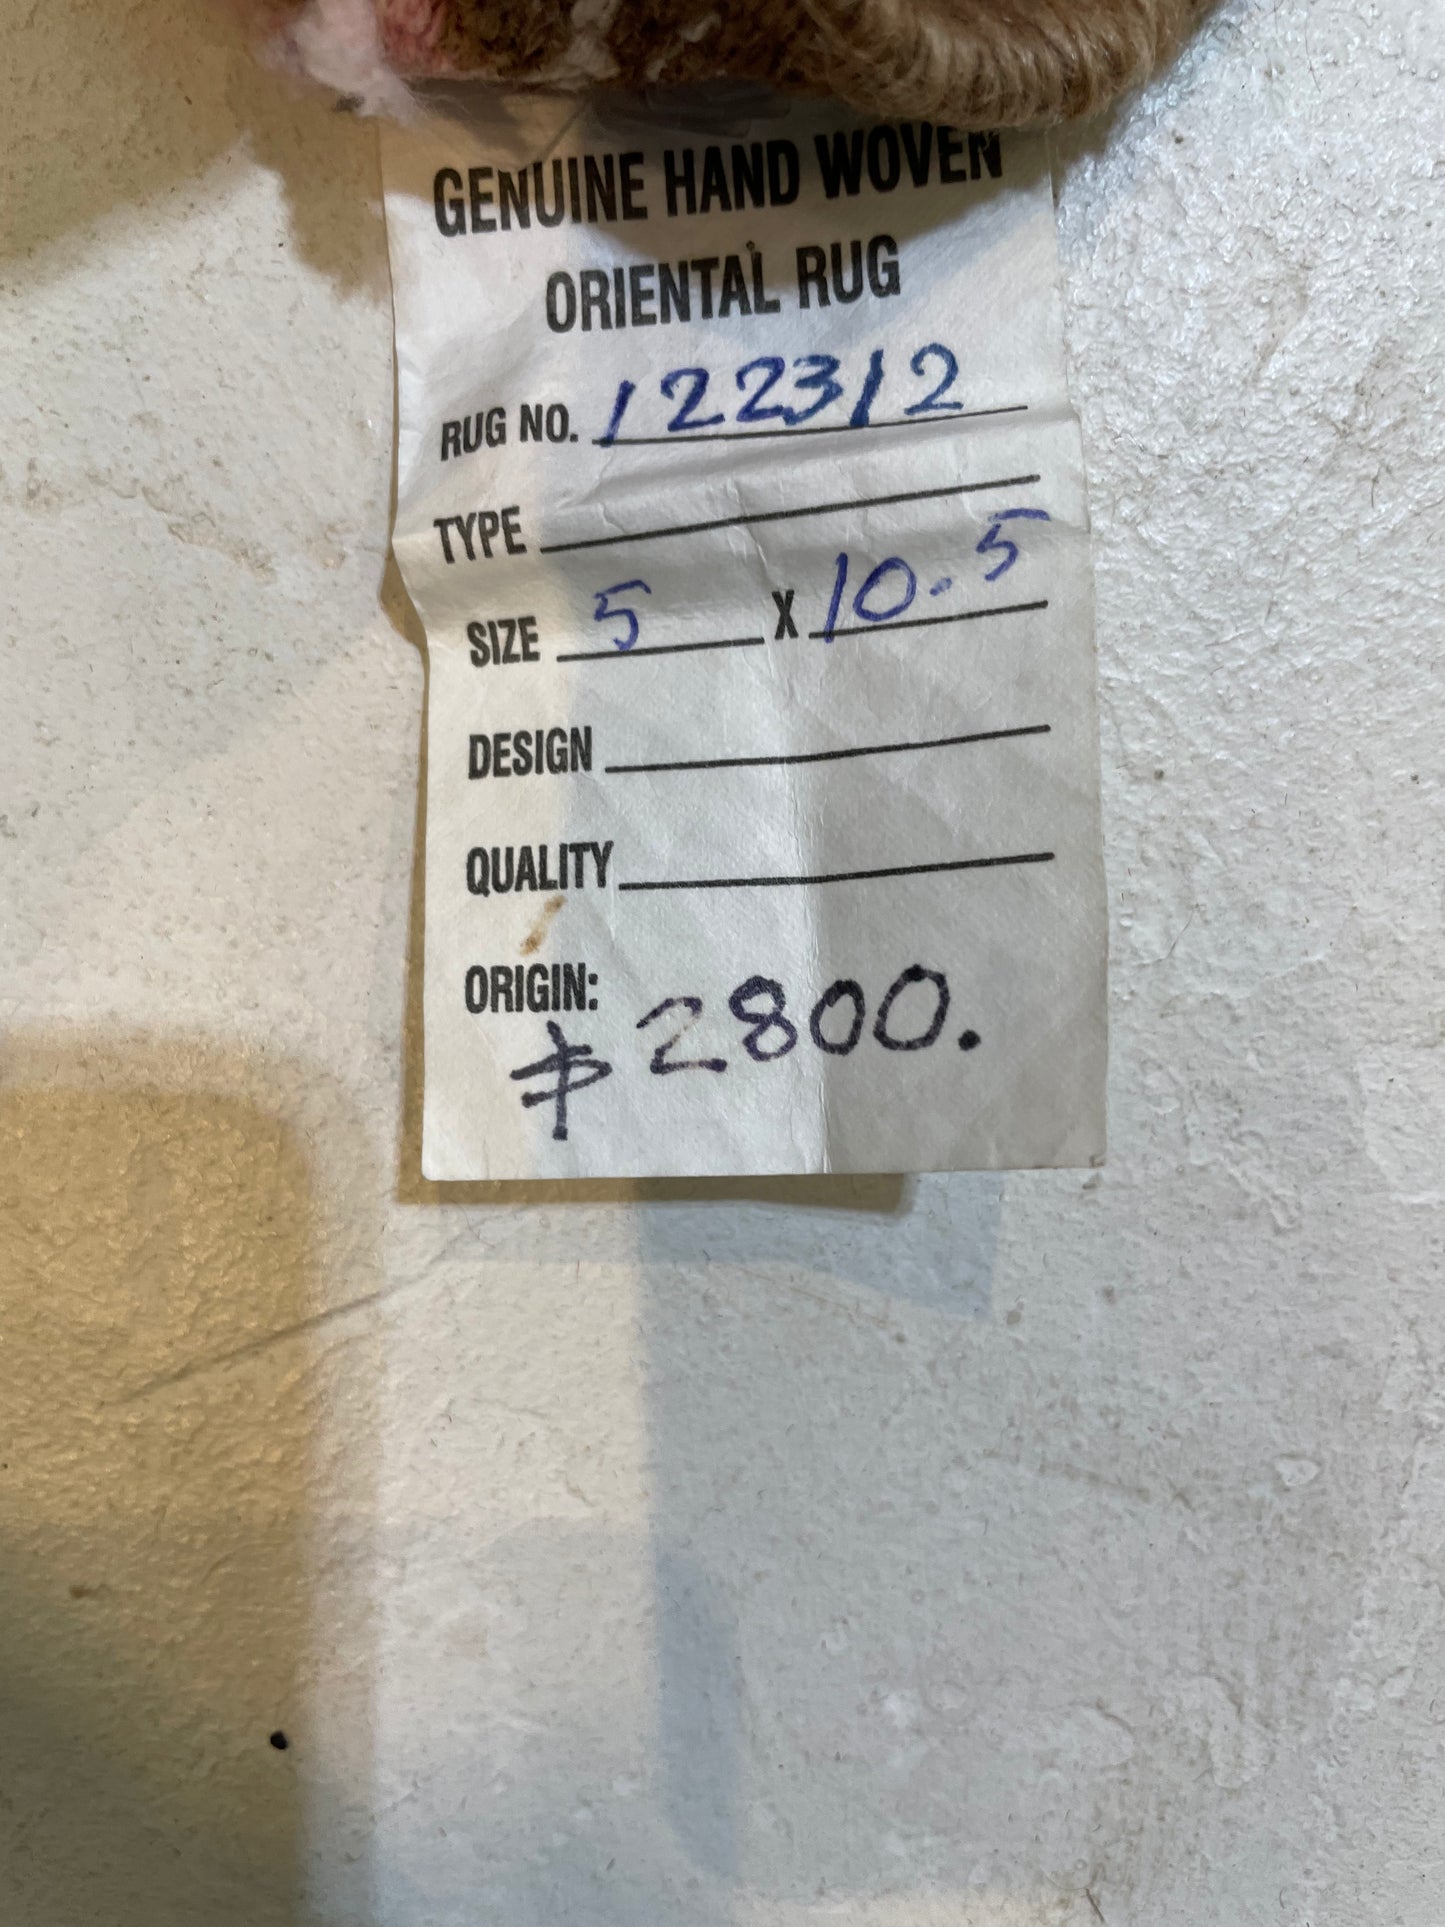 GENUINE HAND WOVEN
ORIENTAL RUG
RUG NO. 122312
TYPE
SIZE 5 X 10.5
DESIGN
QUALITY
ORIGIN:
$2800.